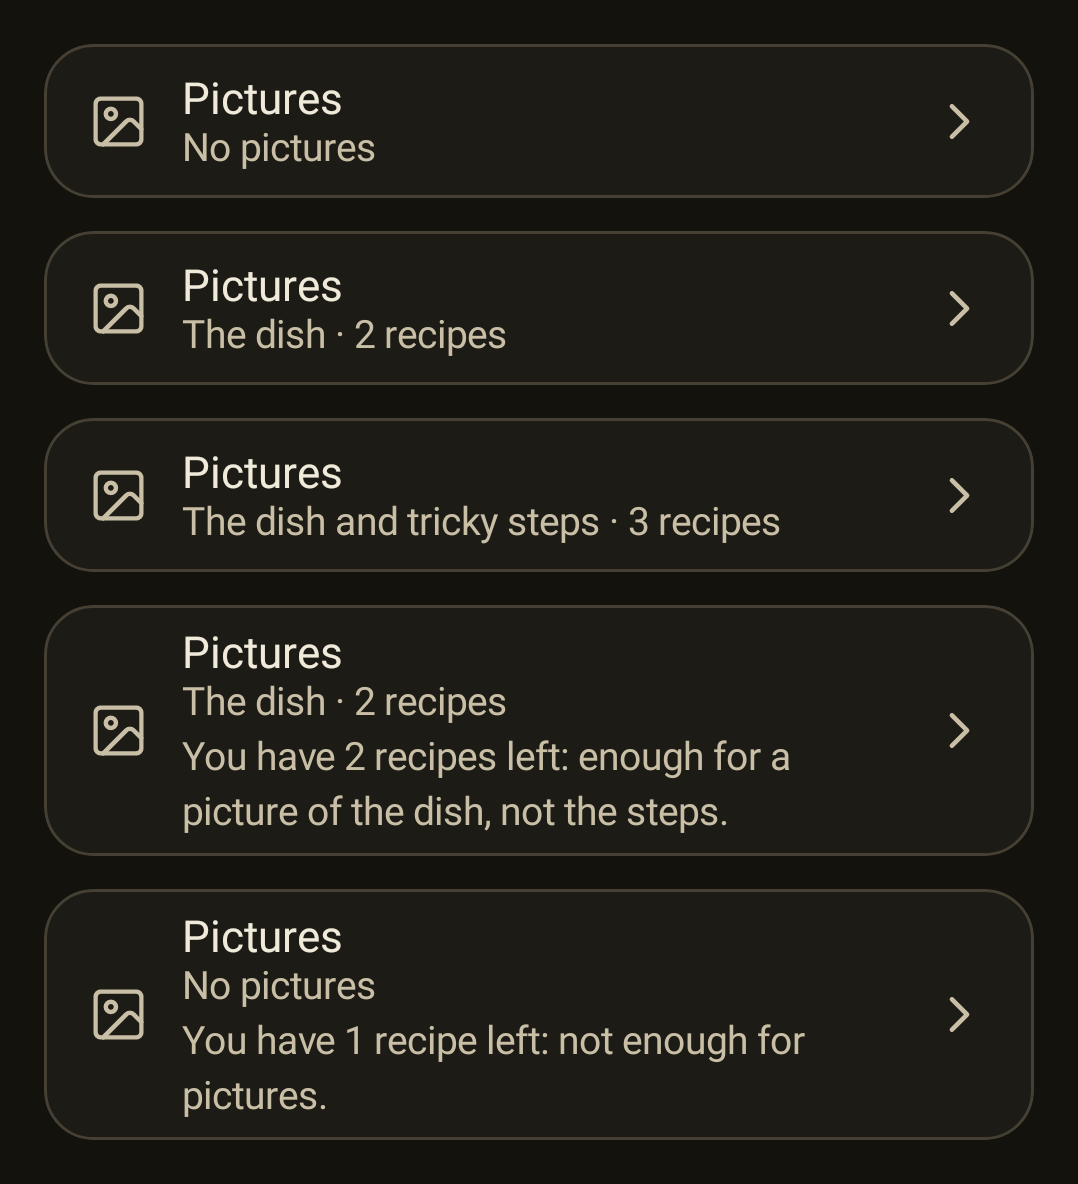 Pictures
No pictures
Pictures
The dish · 2 recipes
Pictures
The dish and tricky steps · 3 recipes
Pictures
The dish · 2 recipes
You have 2 recipes left: enough for a
picture of the dish, not the steps.
Pictures
No pictures
You have 1 recipe left: not enough for
pictures.